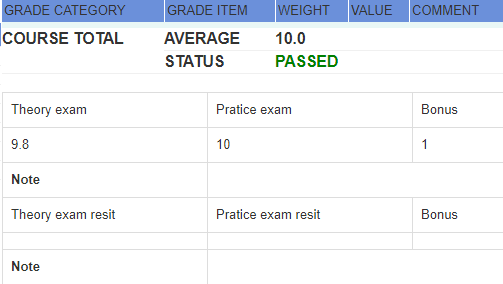 GRADE CATEGORY GRADE ITEM WEIGHT VALUE COMMENT
COURSE TOTAL AVERAGE 10.0
STATUS PASSED
Theory exam Pratice exam Bonus
9.8 10 1
Note
Theory exam resit Pratice exam resit Bonus
Note